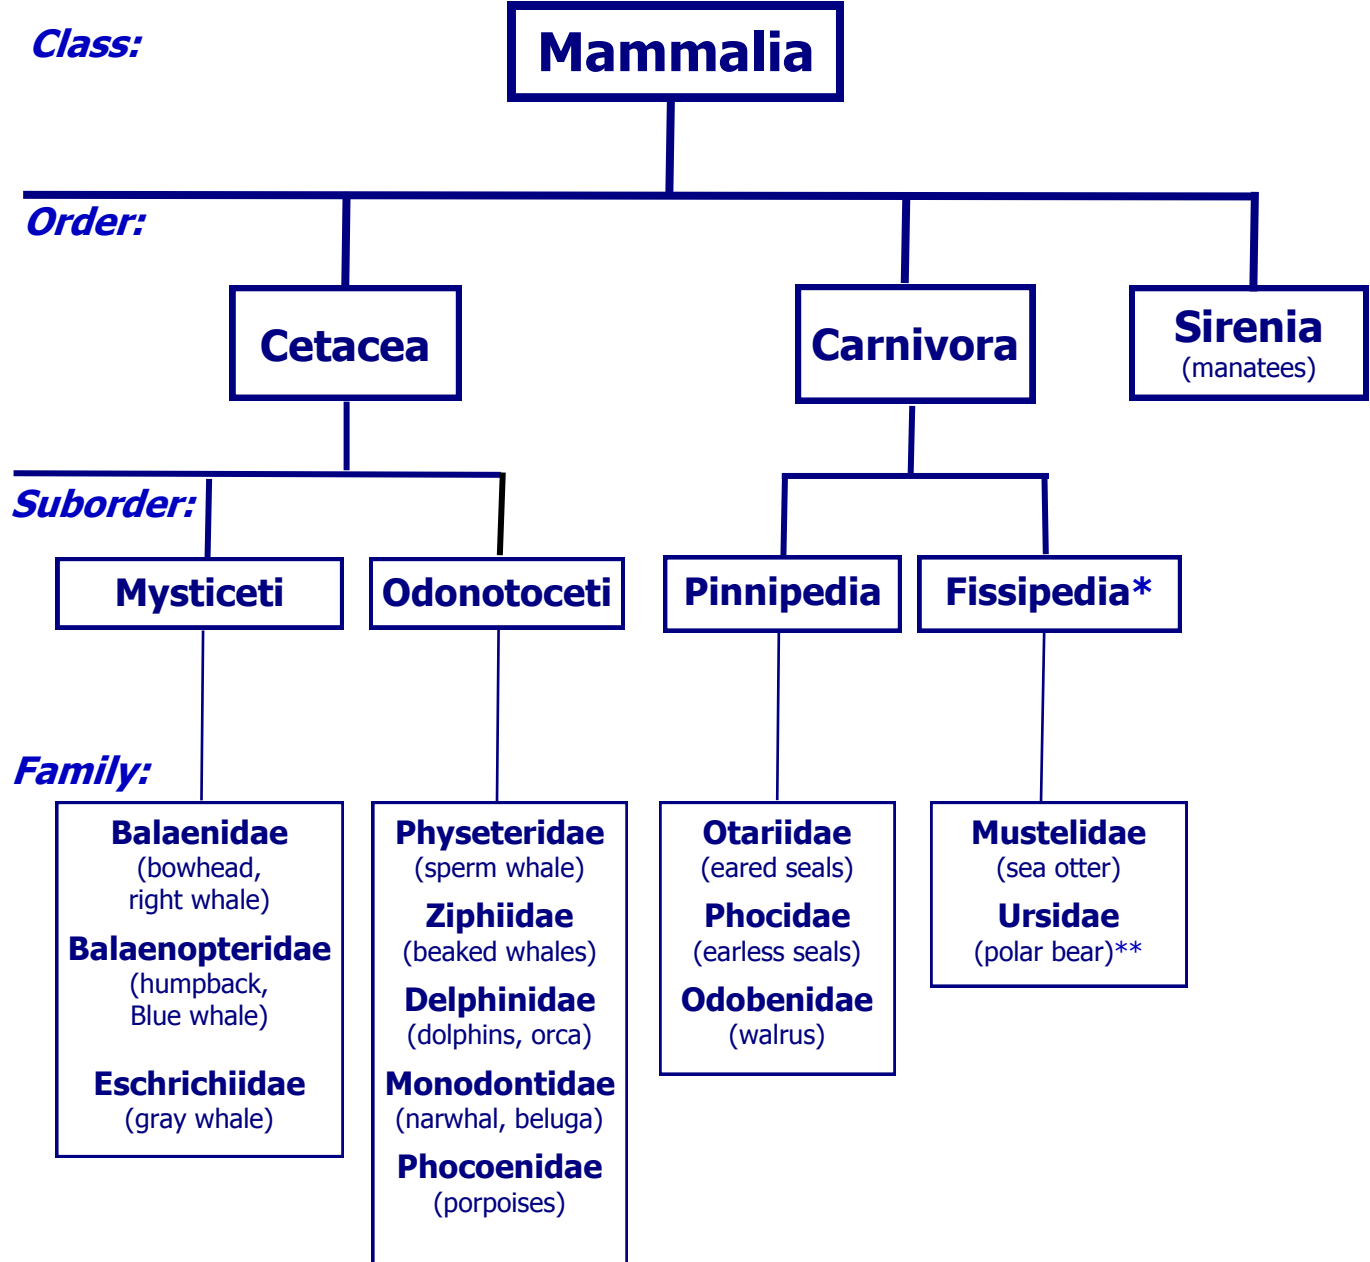 Class:
Mammalia
Order:
Cetacea
Carnivora
Sirenia
(manatees)
Suborder:
Mysticeti
Odonotoceti
Pinnipedia
Fissipedia*
Family:
Balaenidae
(bowhead,
right whale)
Balaenopteridae
(humpback,
Blue whale)
Eschrichiidae
(gray whale)
Physeteridae
(sperm whale)
Ziphiidae
(beaked whales)
Delphinidae
(dolphins, orca)
Monodontidae
(narwhal, beluga)
Phocoenidae
(porpoises)
Otariidae
(eared seals)
Phocidae
(earless seals)
Odobenidae
(walrus)
Mustelidae
(sea otter)
Ursidae
(polar bear)**